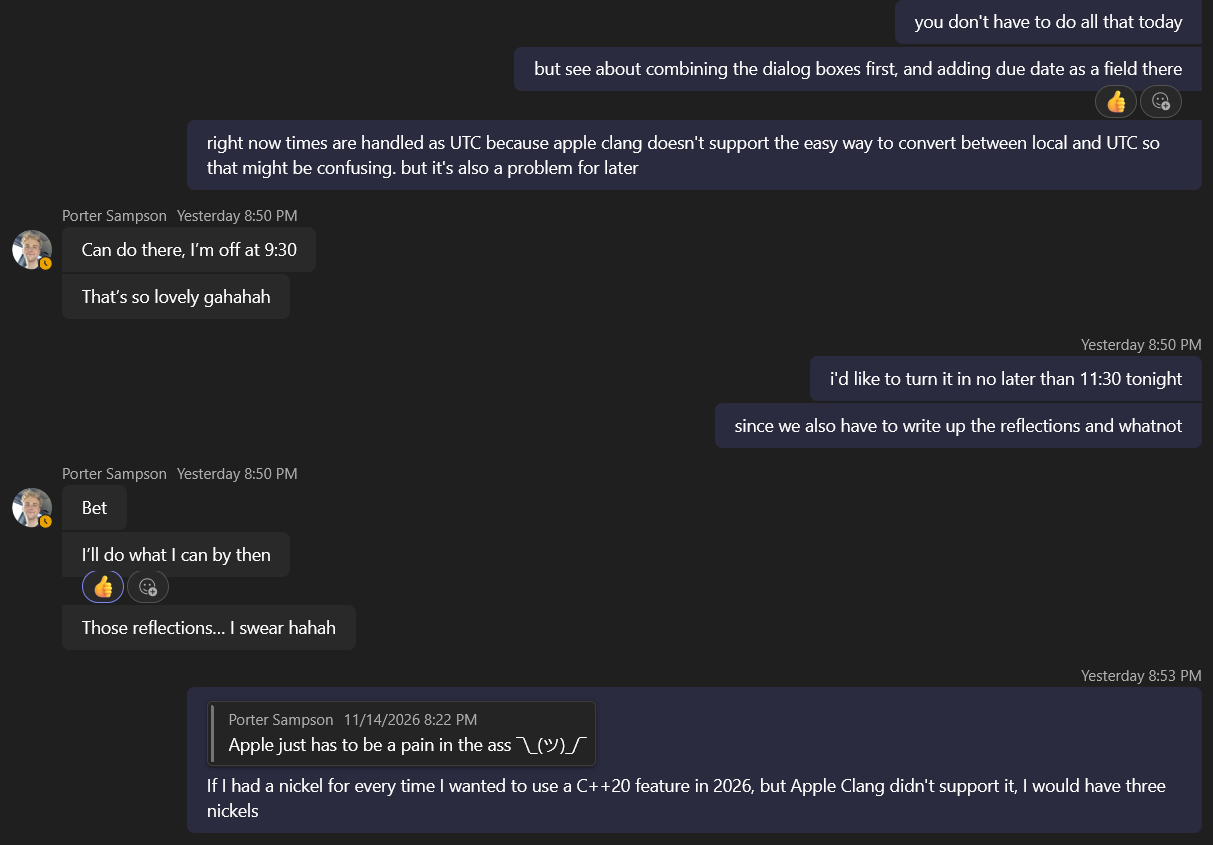 you don't have to do all that today
but see about combining the dialog boxes first, and adding due date as a field there
right now times are handled as UTC because apple clang doesn't support the easy way to convert between local and UTC so
that might be confusing. but it's also a problem for later
Porter Sampson Yesterday 8:50 PM
Can do there, I’m off at 9:30
That’s so lovely gahahah
Yesterday 8:50 PM
i'd like to turn it in no later than 11:30 tonight
since we also have to write up the reflections and whatnot
Porter Sampson Yesterday 8:50 PM
Bet
I’ll do what I can by then
Those reflections... I swear hahah
Yesterday 8:53 PM
Porter Sampson 11/14/2026 8:22 PM
Apple just has to be a pain in the ass ¯\_(ツ)_/¯
If I had a nickel for every time I wanted to use a C++20 feature in 2026, but Apple Clang didn't support it, I would have three
nickels